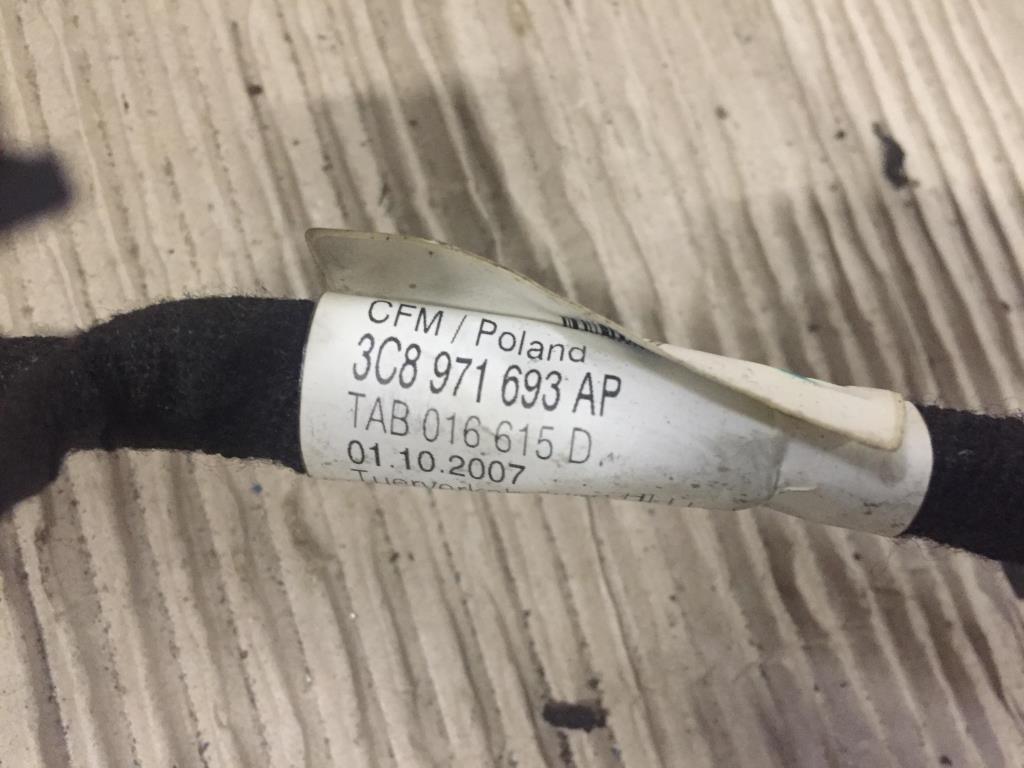 CFM / Poland
3C8 971 693 AP
TAB 016 615 D
01.10.2007